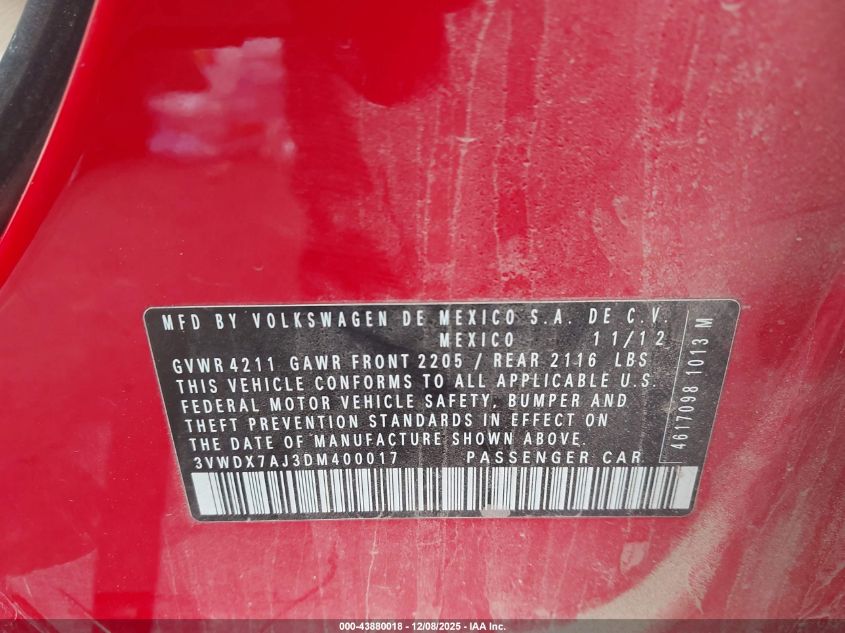 MFD BY VOLKSWAGEN DE MEXICO S.A. DE C.V.
MEXICO 11/12
GVWR 4211 GAWR FRONT 2205 / REAR 2116 LBS
THIS VEHICLE CONFORMS TO ALL APPLICABLE U.S.
FEDERAL MOTOR VEHICLE SAFETY, BUMPER AND
THEFT PREVENTION STANDARDS IN EFFECT ON
THE DATE OF MANUFACTURE SHOWN ABOVE.
3VWDX7AJ3DM400017 PASSENGER CAR
4617098 1013 M
000-43880018 - 12/08/2025 - IAA Inc.